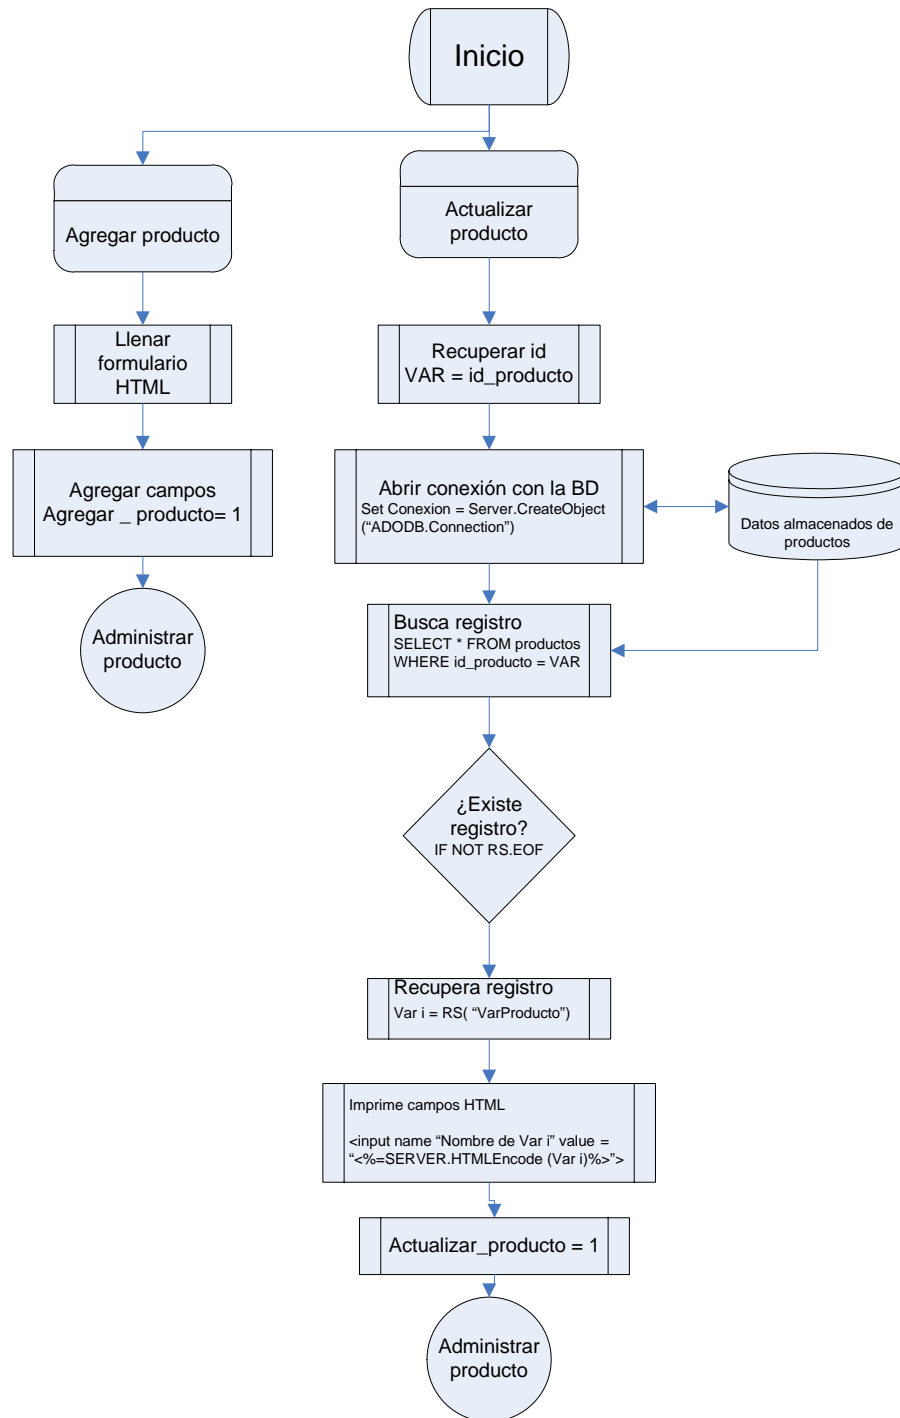 Inicio
Agregar producto
Actualizar
producto
Llenar
formulario
HTML
Recuperar id
VAR = id_producto
Agregar campos
Agregar _ producto= 1
Abrir conexión con la BD
Set Conexion = Server.CreateObject
(“ADODB.Connection”)
Datos almacenados de
productos
Administrar
producto
Busca registro
SELECT * FROM productos
WHERE id_producto = VAR
¿Existe
registro?
IF NOT RS.EOF
Recupera registro
Var i = RS( “VarProducto”)
Imprime campos HTML
<input name “Nombre de Var i” value =
“<%=SERVER.HTMLEncode (Var i)%>”>
Actualizar_producto = 1
Administrar
producto